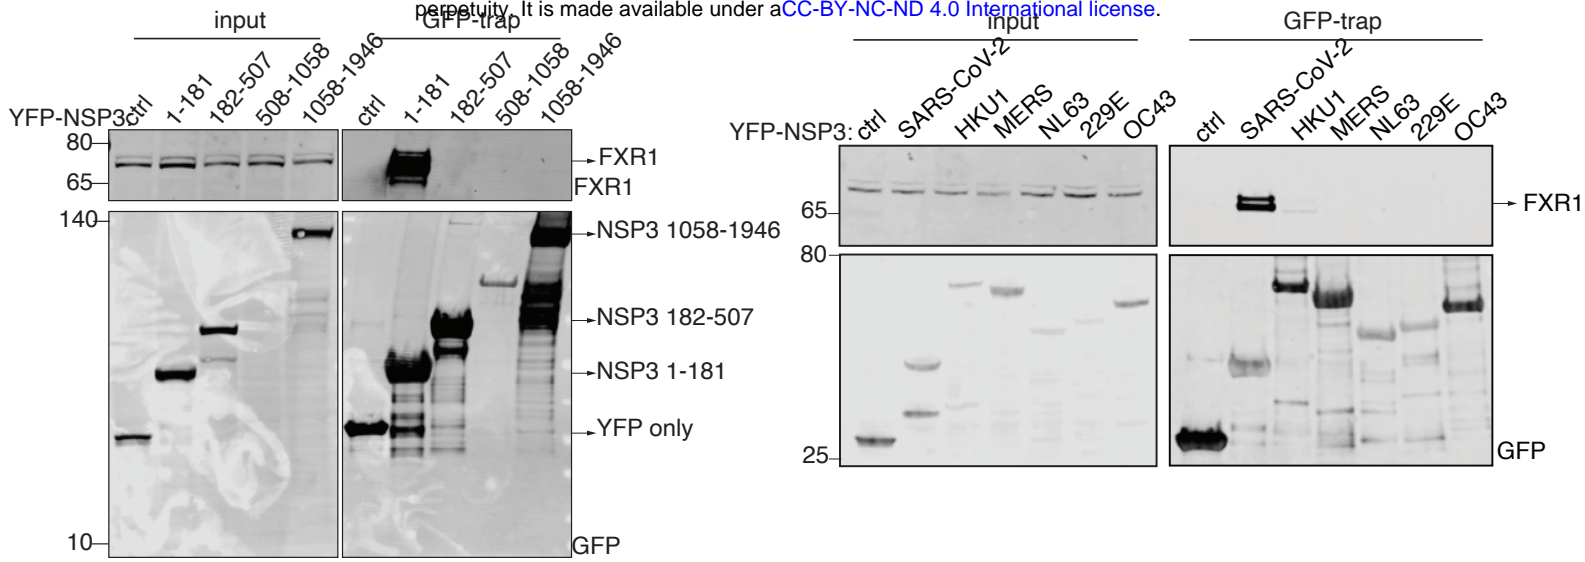 perpetuity. It is made available under aCC-BY-NC-ND 4.0 International license.
input
GFP-trap
YFP-NSP3:
ctrl
1-181
182-507
508-1058
1058-1946
ctrl
1-181
182-507
508-1058
1058-1946
80
65
FXR1
FXR1
140
NSP3 1058-1946
NSP3 182-507
NSP3 1-181
YFP only
10
GFP
input
GFP-trap
YFP-NSP3:
ctrl
SARS-CoV-2
HKU1
MERS
NL63
229E
OC43
ctrl
SARS-CoV-2
HKU1
MERS
NL63
229E
OC43
65
FXR1
80
25
GFP